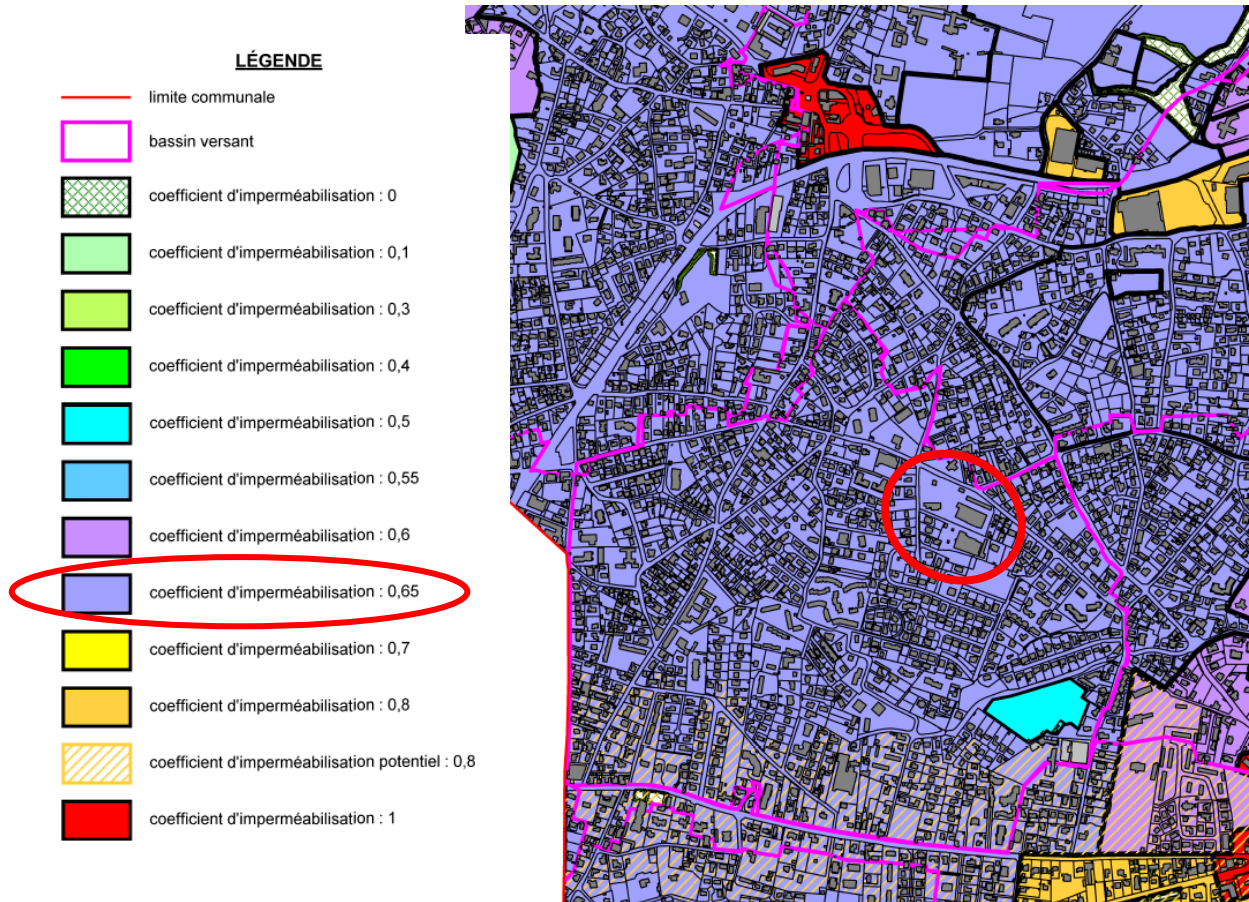 LÉGENDE
limite communale
bassin versant
coefficient d'imperméabilisation : 0
coefficient d'imperméabilisation : 0,1
coefficient d'imperméabilisation : 0,3
coefficient d'imperméabilisation : 0,4
coefficient d'imperméabilisation : 0,5
coefficient d'imperméabilisation : 0,55
coefficient d'imperméabilisation : 0,6
coefficient d'imperméabilisation : 0,65
coefficient d'imperméabilisation : 0,7
coefficient d'imperméabilisation : 0,8
coefficient d'imperméabilisation potentiel : 0,8
coefficient d'imperméabilisation : 1